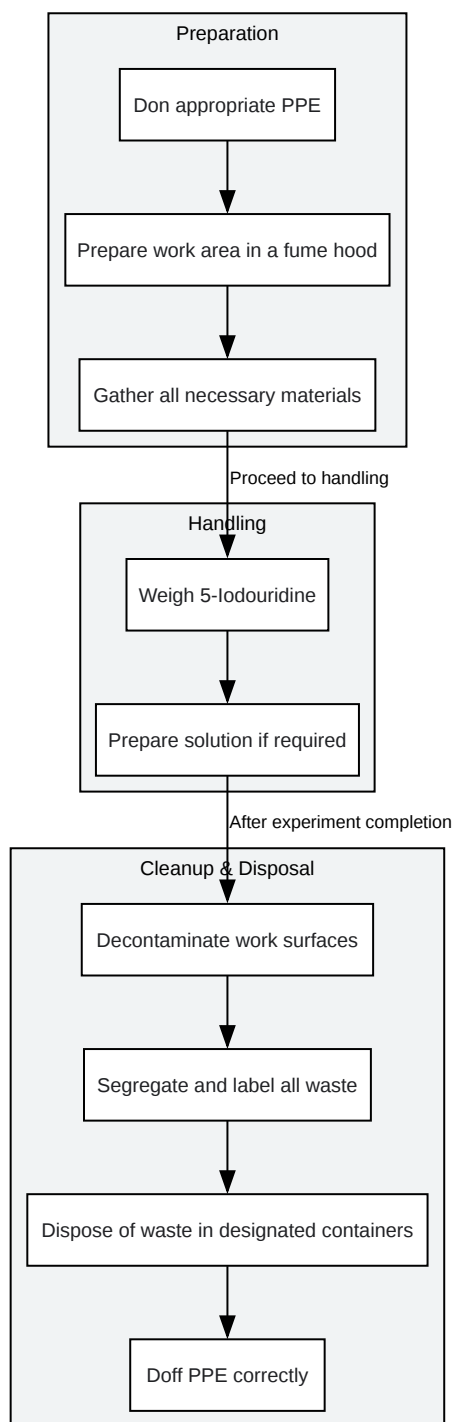 Preparation
Don appropriate PPE
Prepare work area in a fume hood
Gather all necessary materials
Proceed to handling
Handling
Weigh 5-Iodouridine
Prepare solution if required
After experiment completion
Cleanup & Disposal
Decontaminate work surfaces
Segregate and label all waste
Dispose of waste in designated containers
Doff PPE correctly